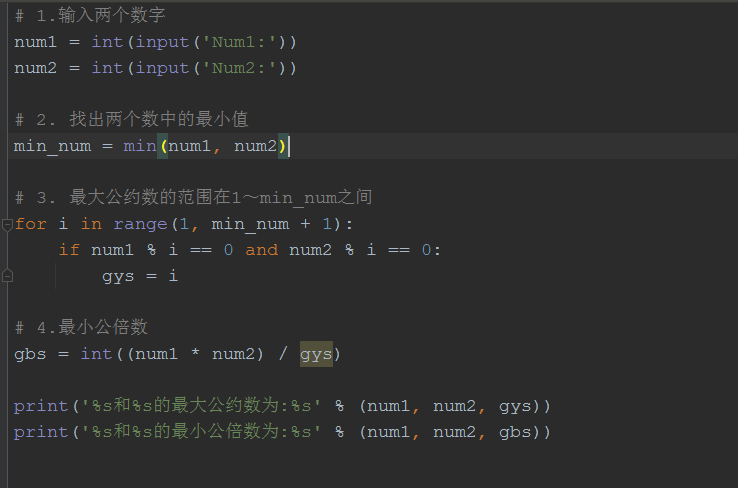 # 1.输入两个数字
num1 = int(input('Num1:'))
num2 = int(input('Num2:'))
# 2. 找出两个数中的最小值
min_num = min(num1, num2)
# 3. 最大公约数的范围在1～min_num之间
for i in range(1, min_num + 1):
    if num1 % i == 0 and num2 % i == 0:
        gys = i
# 4.最小公倍数
gbs = int((num1 * num2) / gys)
print('%s和%s的最大公约数为:%s' % (num1, num2, gys))
print('%s和%s的最小公倍数为:%s' % (num1, num2, gbs))